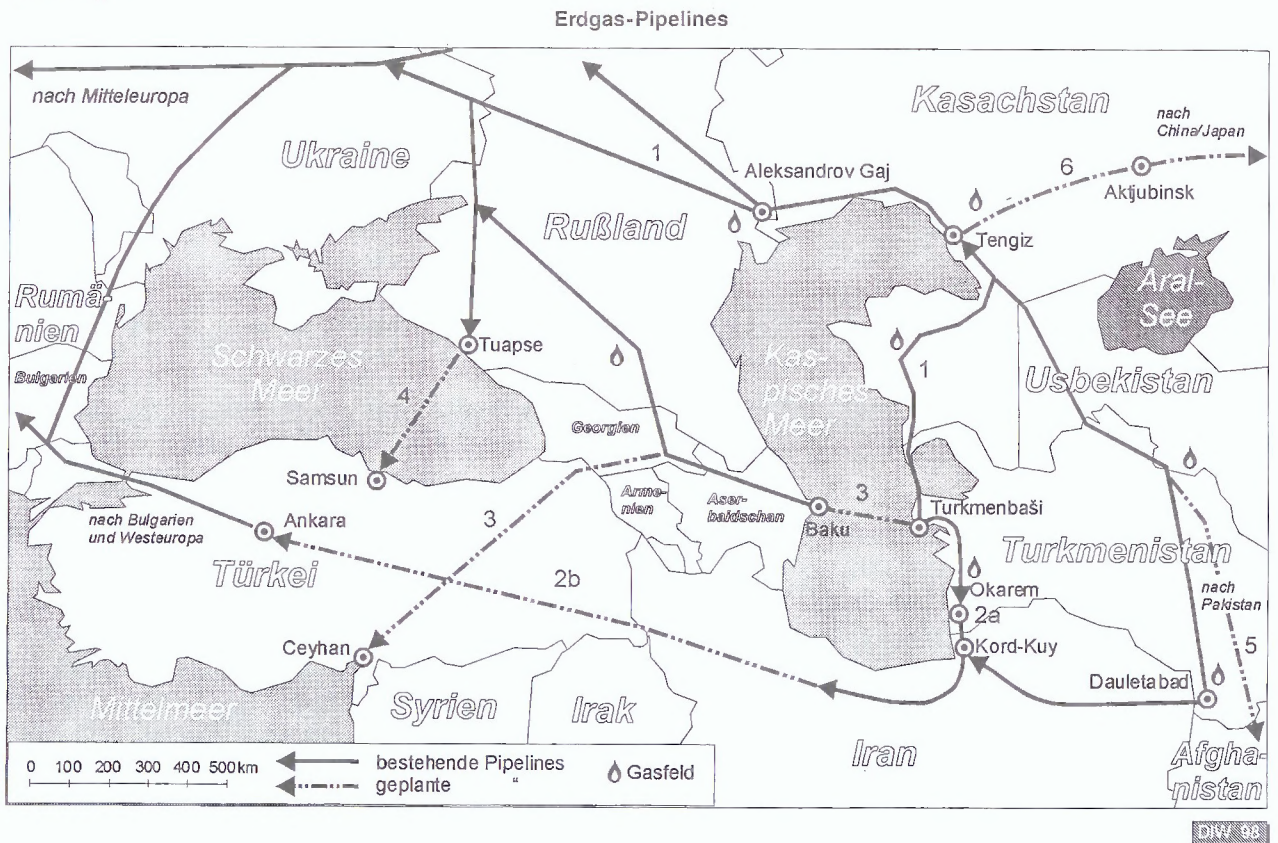 Erdgas-Pipelines
nach Mitteleuropa
Kasachstan
nach
China/Japan
Ukraine
1
Aleksandrov Gaj
6
Aktjubinsk
Rußland
Tengiz
Rumä-
nien
Aral-
See
Tuapse
Schwarzes
Meer
Kas-
pisches
Meer
1
Usbekistan
Bulgarien
4
Georgien
Samsun
Arme-
nien
Aser-
baidschan
3
Turkmenbaši
nach Bulgarien
und Westeuropa
Ankara
3
Baku
Turkmenistan
Türkei
2b
Okarem
2a
nach
Pakistan
Ceyhan
Kord-Kuy
5
Dauletabad
Mittelmeer
Syrien
Irak
Iran
Afgha-
nistan
0 100 200 300 400 500 km
bestehende Pipelines
geplante "
Gasfeld
DIW 98